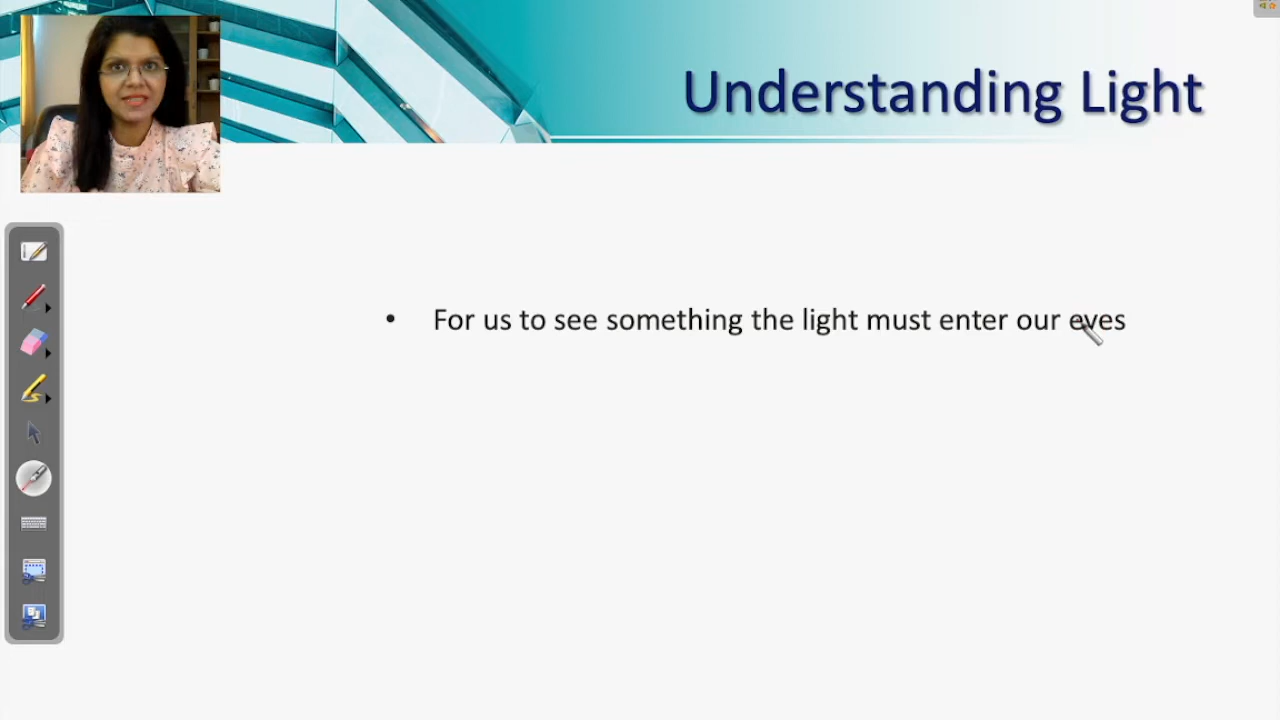 Understanding Light
• For us to see something the light must enter our eyes